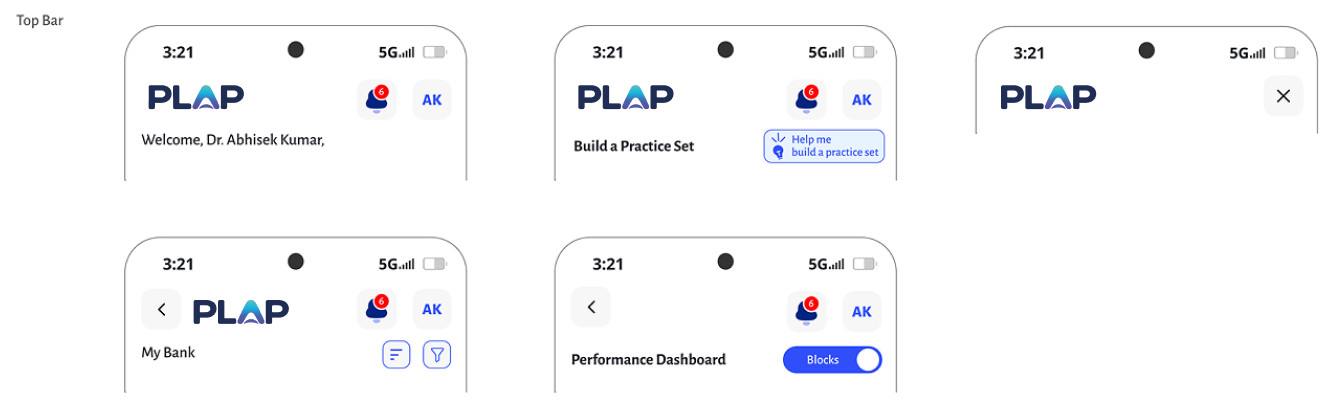 Top Bar
3:21
5G
PLAP
6
AK
Welcome, Dr. Abhisek Kumar,
3:21
5G
PLAP
6
AK
Build a Practice Set
Help me
build a practice set
3:21
5G
PLAP
3:21
5G
PLAP
6
AK
My Bank
3:21
5G
6
AK
Performance Dashboard
Blocks